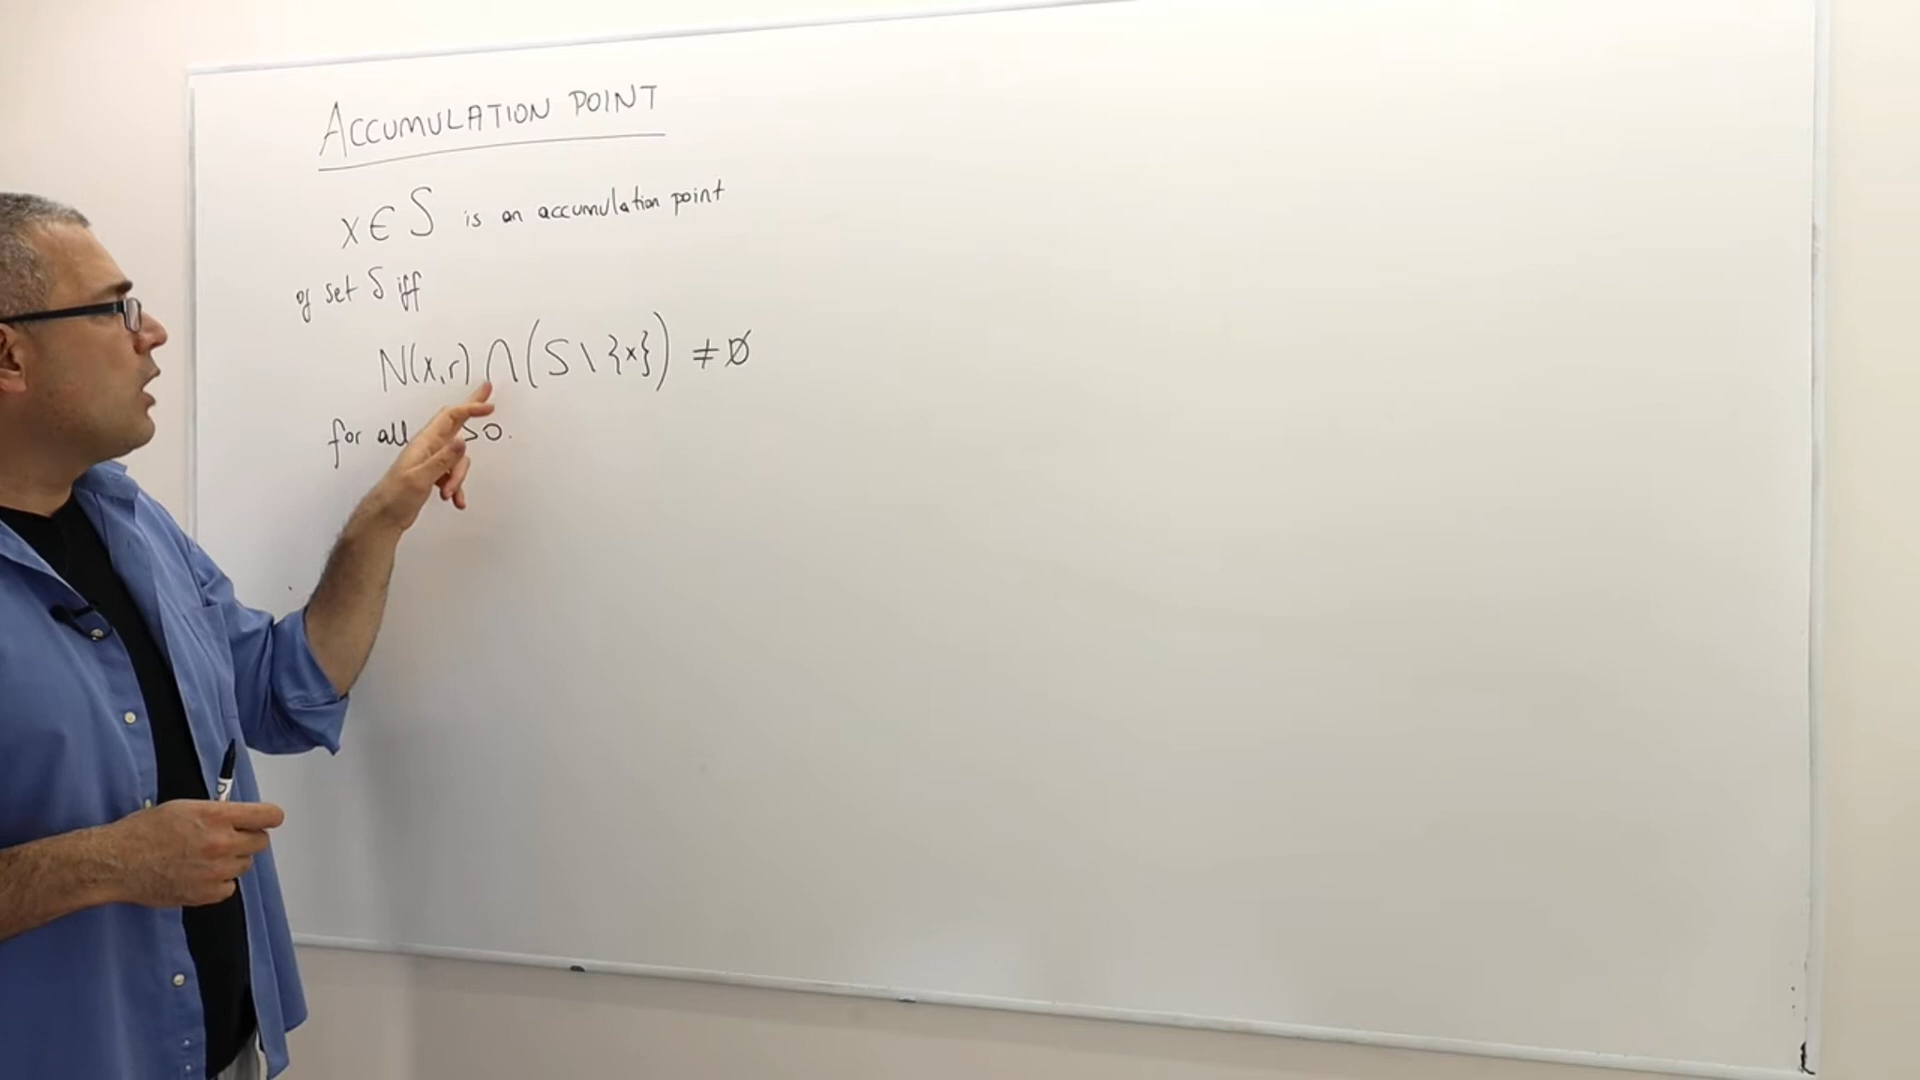 ACCUMULATION POINT
x ∈ S is an accumulation point
of set S iff
N(x,r) ∩ (S \ {x}) ≠ ∅
for all >0.